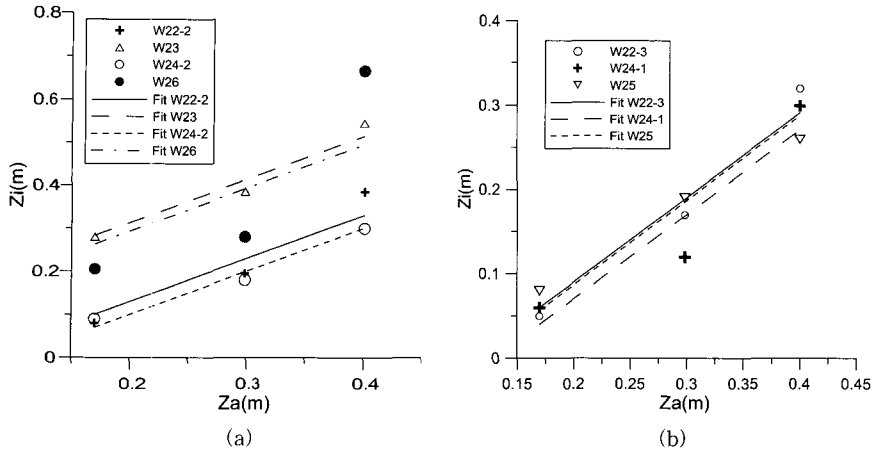 (a)
Zi(m)
0.8
0.6
0.4
0.2
0
W22-2
W23
W24-2
W26
Fit W22-2
Fit W23
Fit W24-2
Fit W26
0.2
0.3
0.4
Za(m)
(a)
Zi(m)
0.4
0.3
0.2
0.1
0
W22-3
W24-1
W25
Fit W22-3
Fit W24-1
Fit W25
0.15
0.2
0.25
0.3
0.35
0.4
0.45
Za(m)
(b)